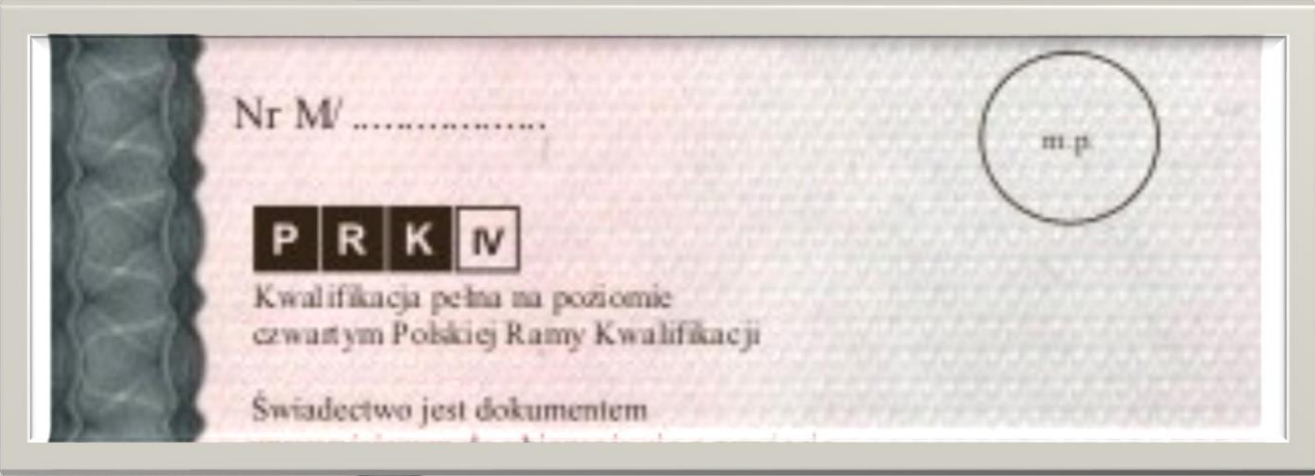 Nr M/ ..................
m.p.
P R K IV
Kwalifikacja pełna na poziomie
czwartym Polskiej Ramy Kwalifikacji
Świadectwo jest dokumentem